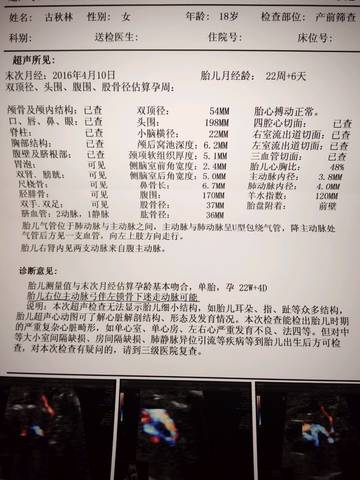 姓名: 古秋林 性别: 女 年龄: 18岁 检查部位: 产前筛查
科别: 送检医生: 住院号: 床位号:
超声所见:
末次月经: 2016年4月10日 胎儿月经龄: 22周+6天
双顶径、头围、腹围、股骨径估算孕周:
颅骨及颅内结构: 已查 双顶径: 54MM 胎心搏动正常。
口、唇、鼻、眼: 已查 头围: 198MM 四腔心切面: 已查
脊柱: 已查 小脑横径: 22MM 右室流出道切面: 已查
胸部结构: 已查 颅后窝池深度: 6.2MM 左室流出道切面: 已查
腹壁及脐根部: 已查 颈项软组织厚度: 5.1MM 三血管切面: 已查
胃泡: 可见 侧脑室前角宽度: 2.4MM 胎儿心胸比: 48%
双肾、膀胱: 可见 侧脑室后角宽度: 5.0MM 主动脉内径: 3.8MM
尺桡骨: 可见 鼻骨长: 6.7MM 肺动脉内径: 4.0MM
胫腓骨: 可见 腹围: 170MM 羊水指数: 120MM
双手、双足: 可见 股骨径: 37MM 胎盘附着: 前壁
脐血管: 2动脉,1静脉 肱骨径: 36MM
向气管位于肺动脉与主动脉之间,主动脉与肺动脉呈U型包绕气管,降主动脉处
气管后方见一支血管,向左上肢方向走行。
胎儿右肾内见两支动脉来自腹主动脉。
诊断意见:
胎儿测量值与本次月经估算孕龄基本吻合,单胎,孕 22W+4D
胎儿右位主动脉弓伴左锁骨下迷走动脉可能
说明:本次超声检查无法显示胎儿细小结构,如胎儿耳朵、指、趾等众多结构,
胎儿超声心动图可了解心脏解剖结构、形态及发育情况。本次检查能检出胎儿时期
的严重复杂心脏畸形,如单心室、单心房、左右心严重发育不良、法四等。但对中
等大小室间隔缺损、房间隔缺损、肺静脉异位引流等疾病等到胎儿出生后方可检
查,对本次检查有疑问的,请到三级医院复查。